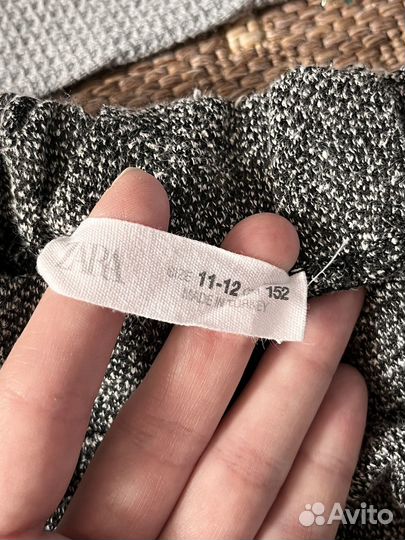 ZARA
SIZE 11-12 152
MADE IN TURKEY
Avito